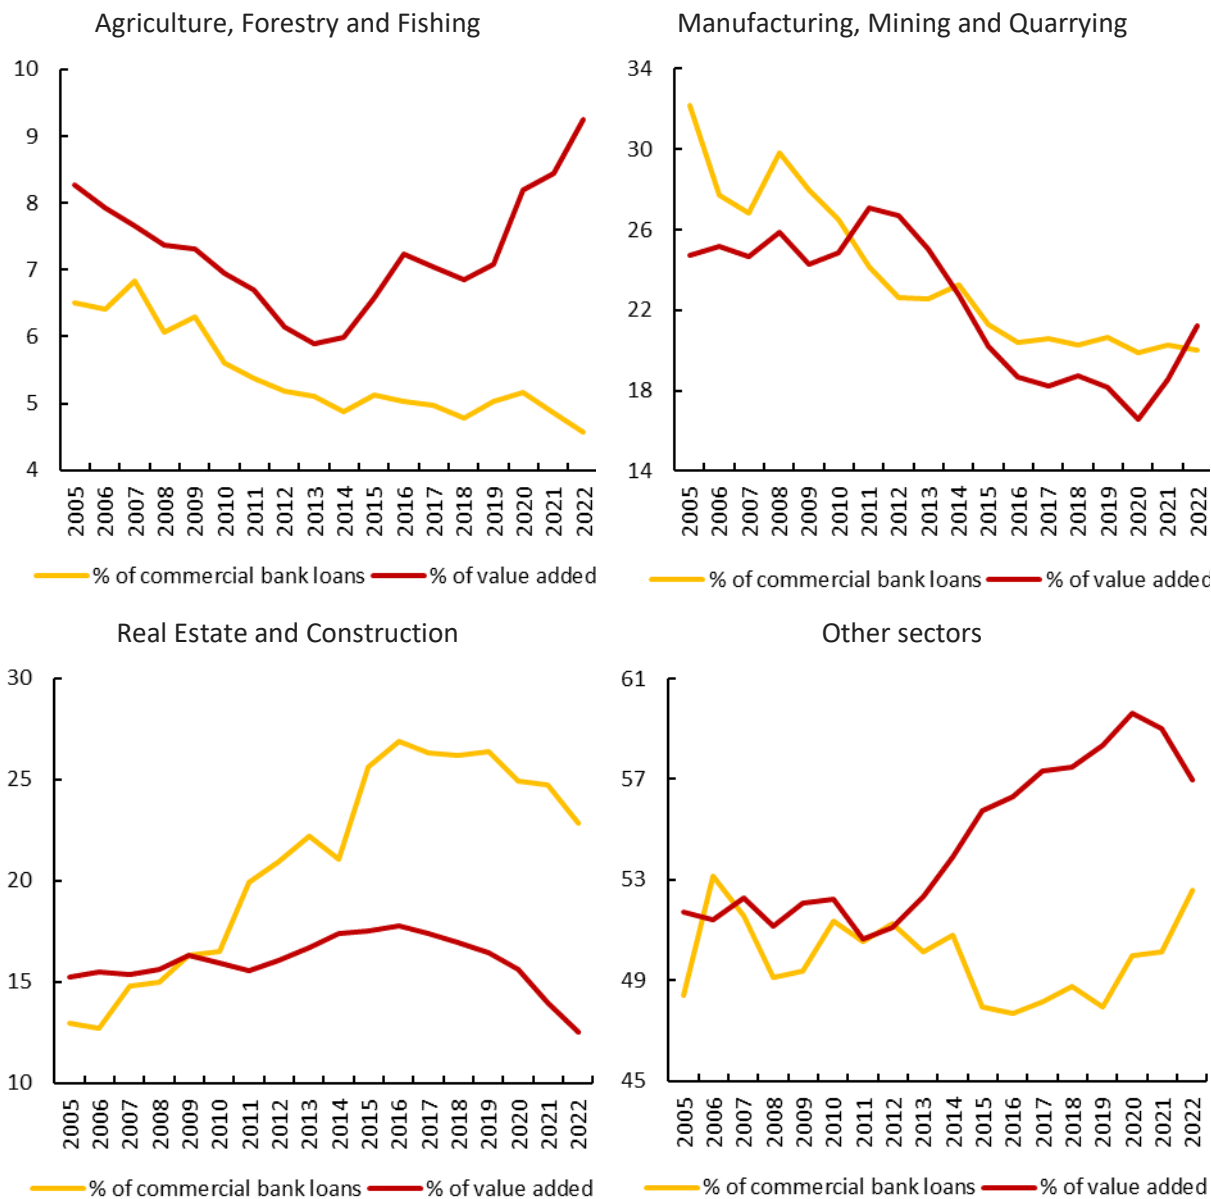 Agriculture, Forestry and Fishing
10
9
8
7
6
5
4
2005 2006 2007 2008 2009 2010 2011 2012 2013 2014 2015 2016 2017 2018 2019 2020 2021 2022
% of commercial bank loans % of value added
Manufacturing, Mining and Quarrying
34
30
26
22
18
14
2005 2006 2007 2008 2009 2010 2011 2012 2013 2014 2015 2016 2017 2018 2019 2020 2021 2022
% of commercial bank loans % of value added
Real Estate and Construction
30
25
20
15
10
2005 2006 2007 2008 2009 2010 2011 2012 2013 2014 2015 2016 2017 2018 2019 2020 2021 2022
% of commercial bank loans % of value added
Other sectors
61
57
53
49
45
2005 2006 2007 2008 2009 2010 2011 2012 2013 2014 2015 2016 2017 2018 2019 2020 2021 2022
% of commercial bank loans % of value added